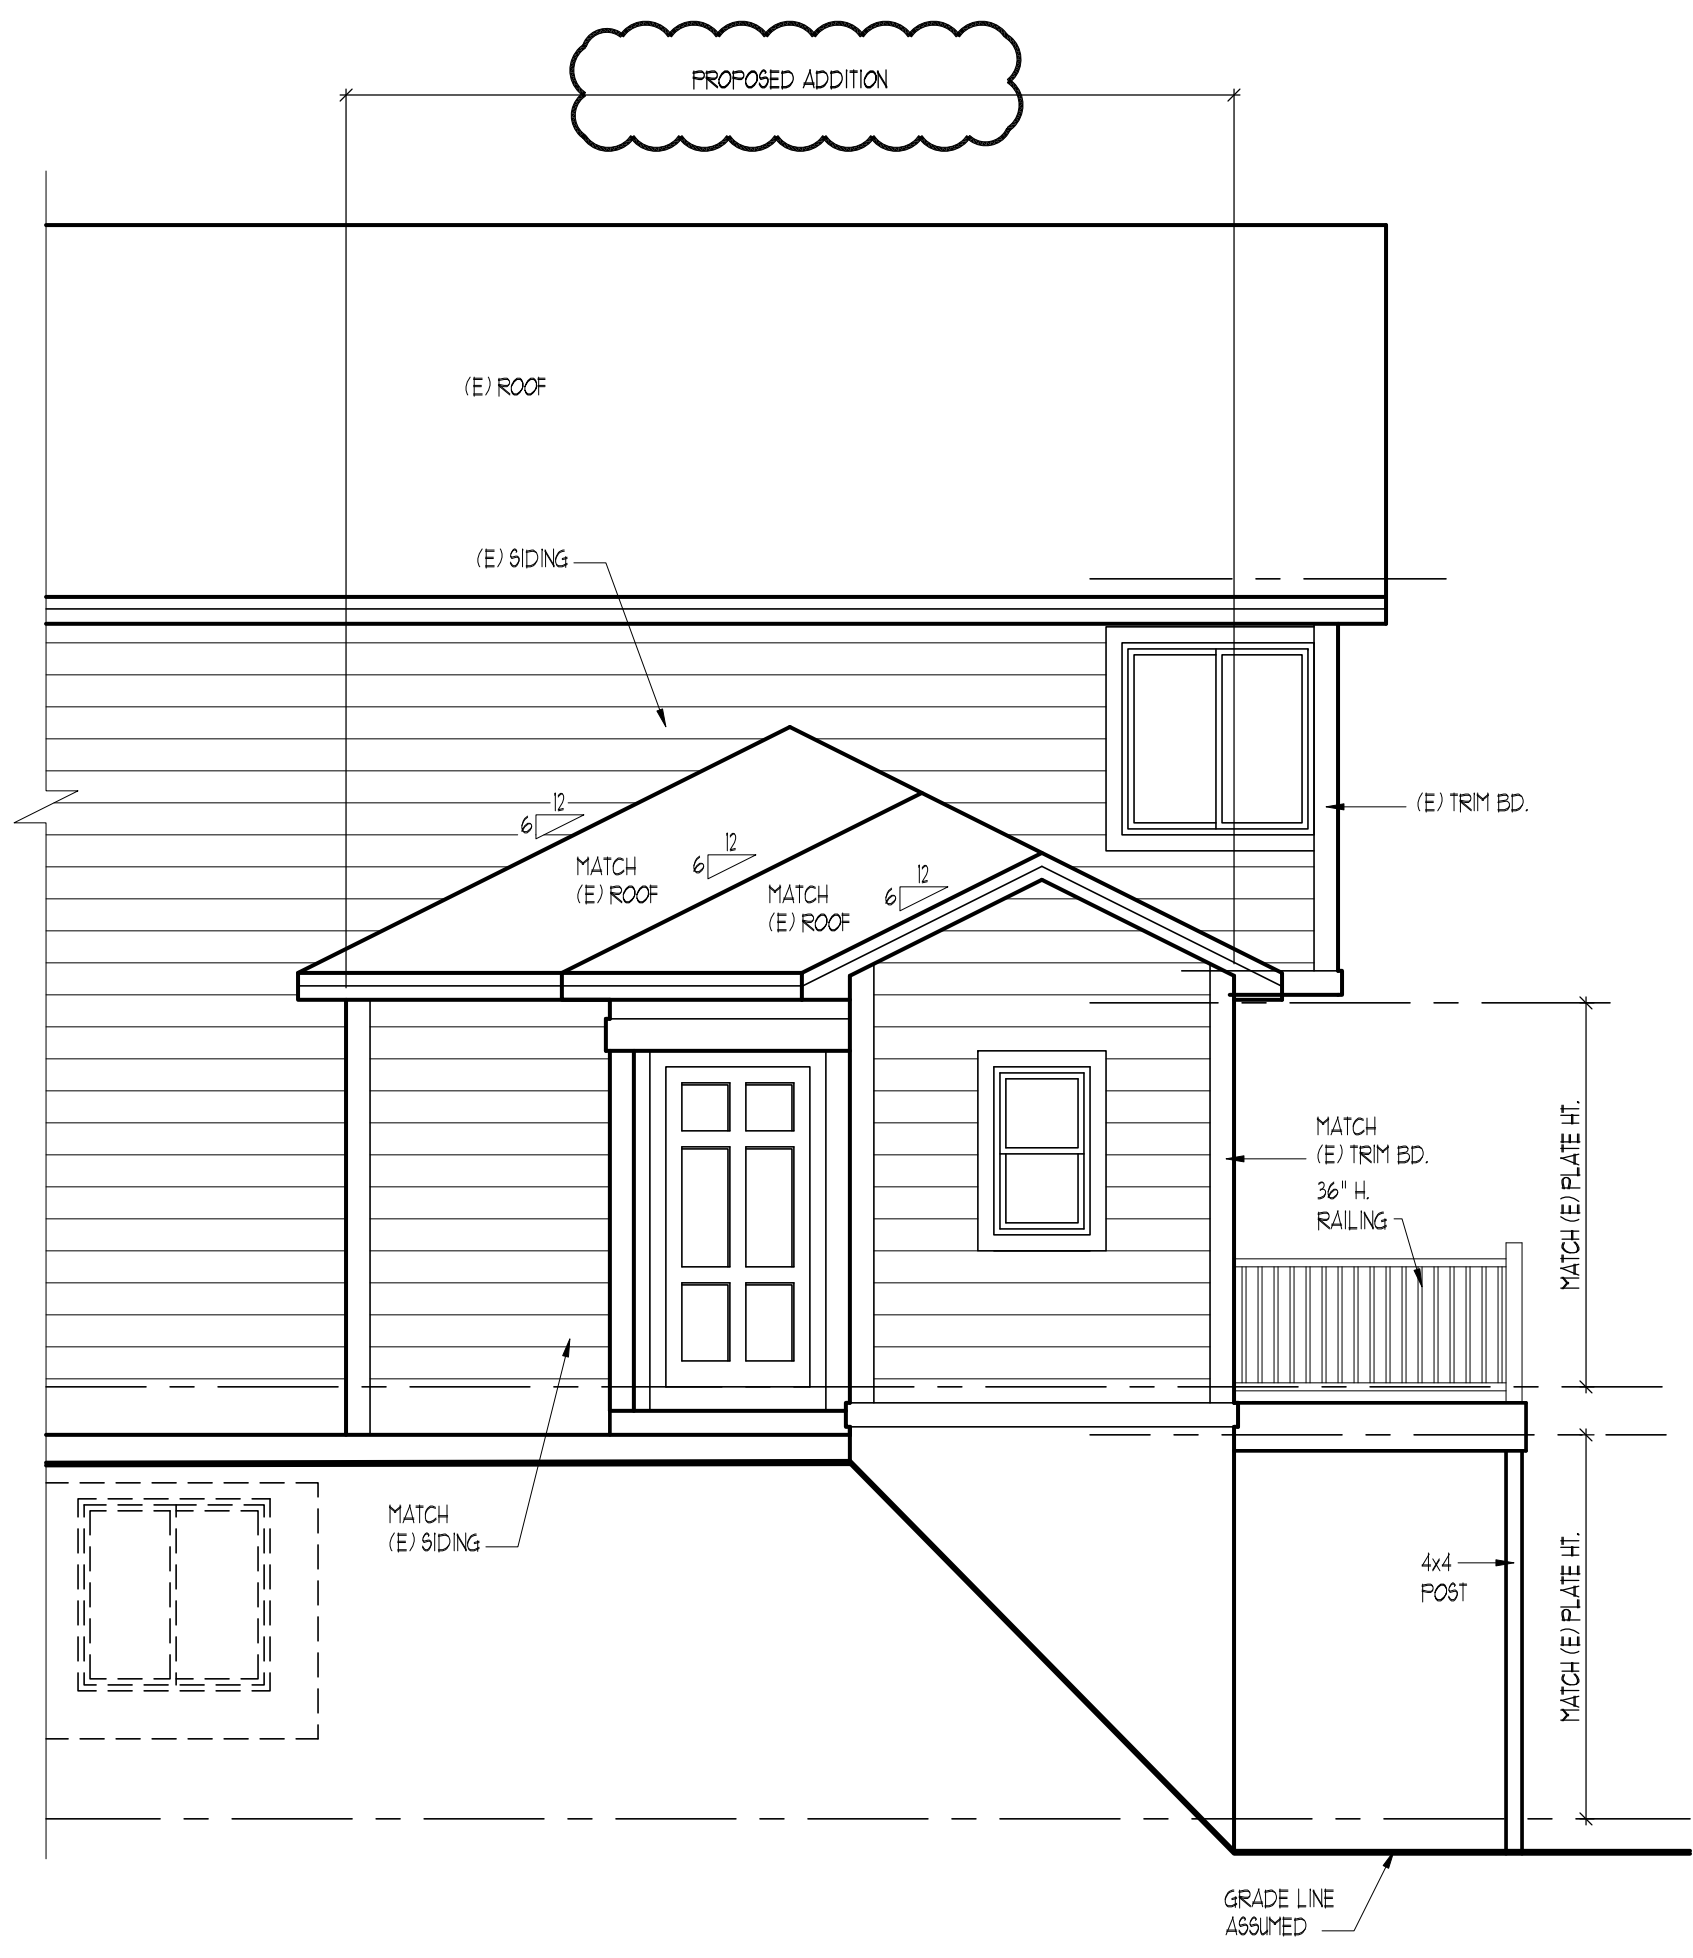 PROPOSED ADDITION
(E) ROOF
(E) SIDING
12
6
12
6
12
6
MATCH
(E) ROOF
MATCH
(E) ROOF
(E) TRIM BD.
MATCH
(E) TRIM BD.
36" H.
RAILING
MATCH (E) PLATE HT.
MATCH
(E) SIDING
4x4
POST
MATCH (E) PLATE HT.
GRADE LINE
ASSUMED